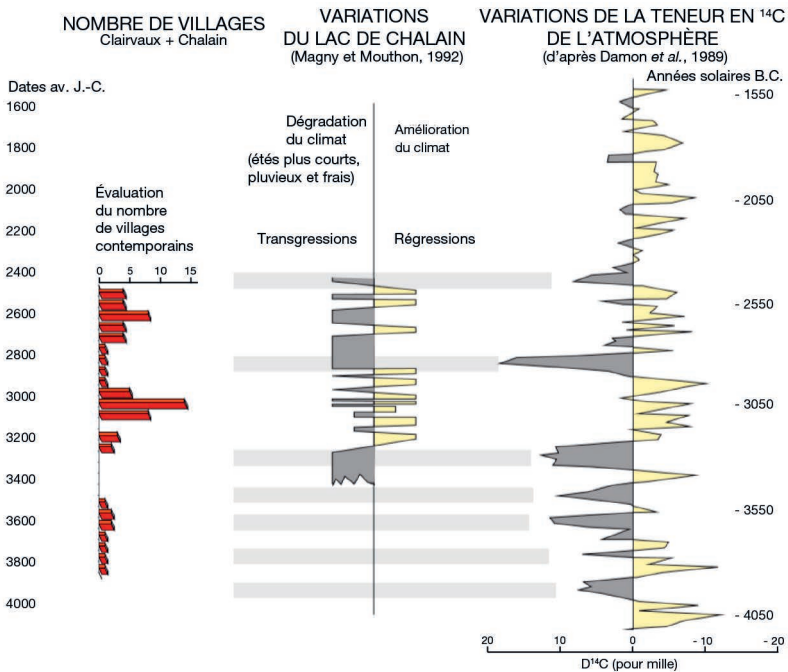 NOMBRE DE VILLAGES
Clairvaux + Chalain
VARIATIONS
DU LAC DE CHALAIN
(Magny et Mouthon, 1992)
VARIATIONS DE LA TENEUR EN ¹⁴C
DE L'ATMOSPHÈRE
(d'après Damon et al., 1989)
Années solaires B.C.
Dates av. J.-C.
1600
1800
2000
2200
2400
2600
2800
3000
3200
3400
3600
3800
4000
Évaluation
du nombre
de villages
contemporains
0 5 10 15
Dégradation
du climat
(étés plus courts,
pluvieux et frais)
Amélioration
du climat
Transgressions
Régressions
- 1550
- 2050
- 2550
- 3050
- 3550
- 4050
20 10 0 - 10 - 20
D¹⁴C (pour mille)